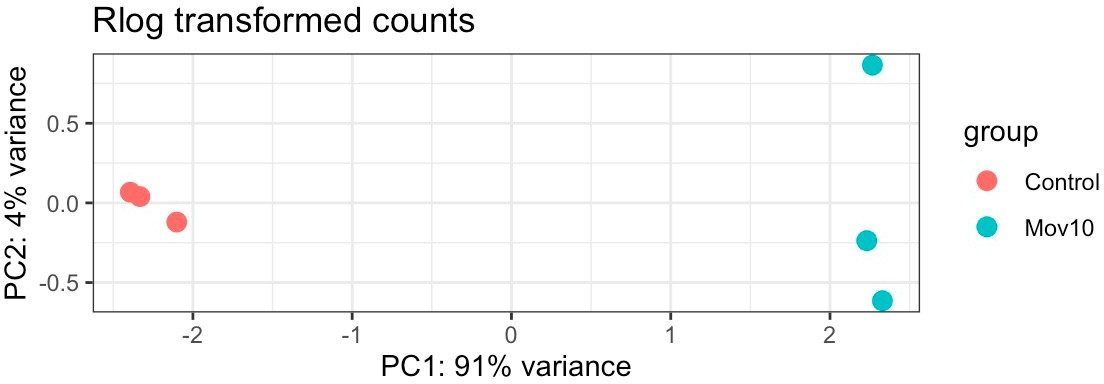 Rlog transformed counts
PC2: 4% variance
0.5
0.0
-0.5
-2
-1
0
1
2
PC1: 91% variance
group
Control
Mov10